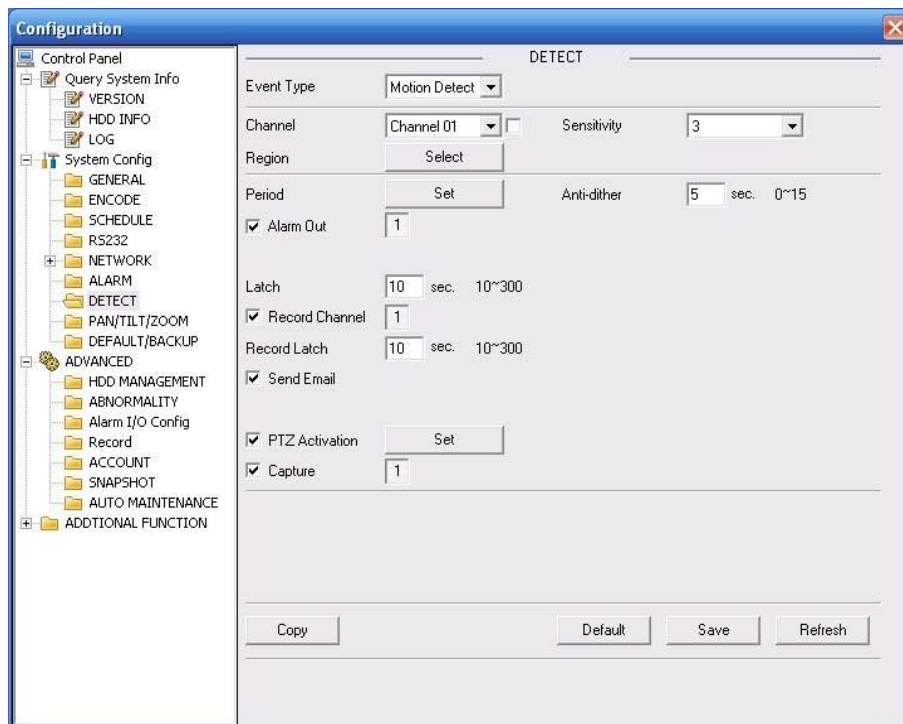 Configuration
Control Panel
Query System Info
VERSION
HDD INFO
LOG
System Config
GENERAL
ENCODE
SCHEDULE
RS232
NETWORK
ALARM
DETECT
PAN/TILT/ZOOM
DEFAULT/BACKUP
ADVANCED
HDD MANAGEMENT
ABNORMALITY
Alarm I/O Config
Record
ACCOUNT
SNAPSHOT
AUTO MAINTENANCE
ADDTIONAL FUNCTION
DETECT
Event Type Motion Detect
Channel Channel 01 Sensitivity 3
Region Select
Period Set Anti-dither 5 sec. 0~15
Alarm Out 1
Latch 10 sec. 10~300
Record Channel 1
Record Latch 10 sec. 10~300
Send Email
PTZ Activation Set
Capture 1
Copy Default Save Refresh